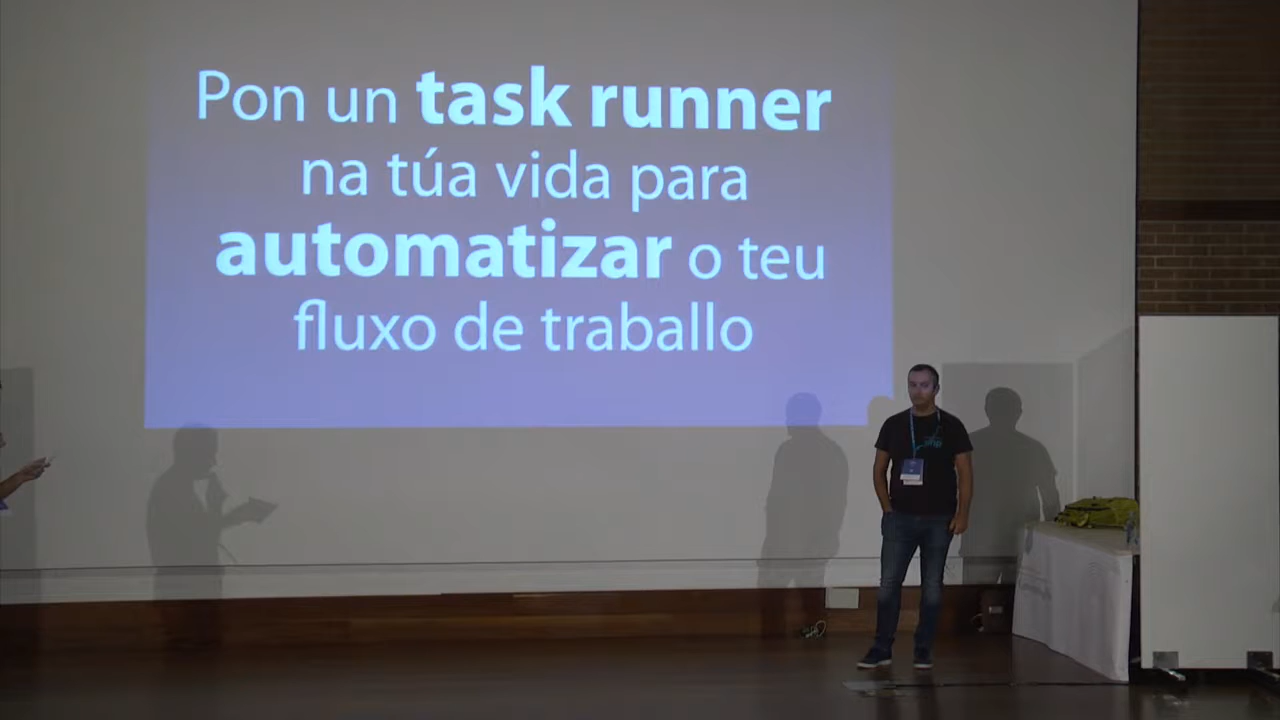 Pon un task runner
na túa vida para
automatizar o teu
fluxo de traballo